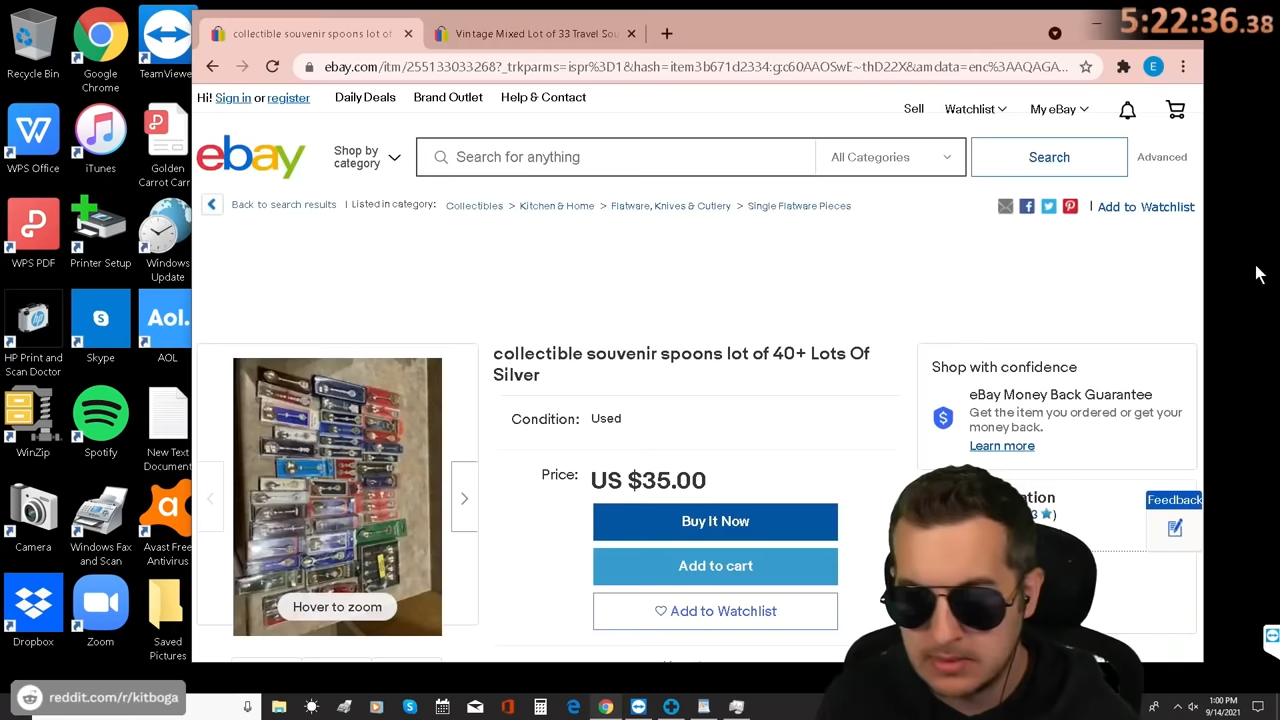 5:22:36.38
collectible souvenir spoons lot of
Vintage Mixed Lot of 33 Travel Sou
ebay.com/itm/255133033268?_trkparms=ispr%3D1&hash=item3b671d2334:g:c60AAOSwE~thD22X&amdata=enc%3AAQAGA...
E
Hi! Sign in or register
Daily Deals
Brand Outlet
Help & Contact
Sell
Watchlist
My eBay
ebay
Shop by category
Search for anything
All Categories
Search
Advanced
Back to search results
Listed in category:
Collectibles > Kitchen & Home > Flatware, Knives & Cutlery > Single Flatware Pieces
Add to Watchlist
collectible souvenir spoons lot of 40+ Lots Of
Silver
Condition: Used
Price: US $35.00
Buy It Now
Add to cart
Add to Watchlist
Hover to zoom
Shop with confidence
eBay Money Back Guarantee
Get the item you ordered or get your
money back.
Learn more
Feedback
Recycle Bin
Google Chrome
TeamViewe
WPS Office
iTunes
Golden Carrot Carr
WPS PDF
Printer Setup
Windows Update
HP Print and Scan Doctor
Skype
Aol.
AOL
WinZip
Spotify
New Text Document
Camera
Windows Fax and Scan
Avast Free Antivirus
Dropbox
Zoom
Saved Pictures
reddit.com/r/kitboga
1:00 PM
9/14/2021